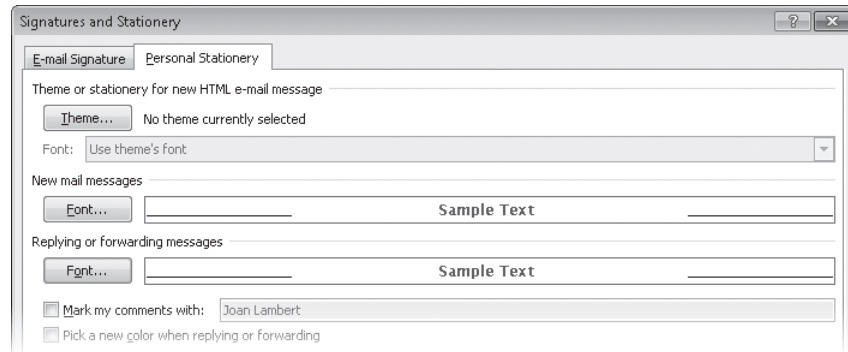 Signatures and Stationery
E-mail Signature Personal Stationery
Theme or stationery for new HTML e-mail message
Theme... No theme currently selected
Font: Use theme's font
New mail messages
Font... Sample Text
Replying or forwarding messages
Font... Sample Text
Mark my comments with: Joan Lambert
Pick a new color when replying or forwarding